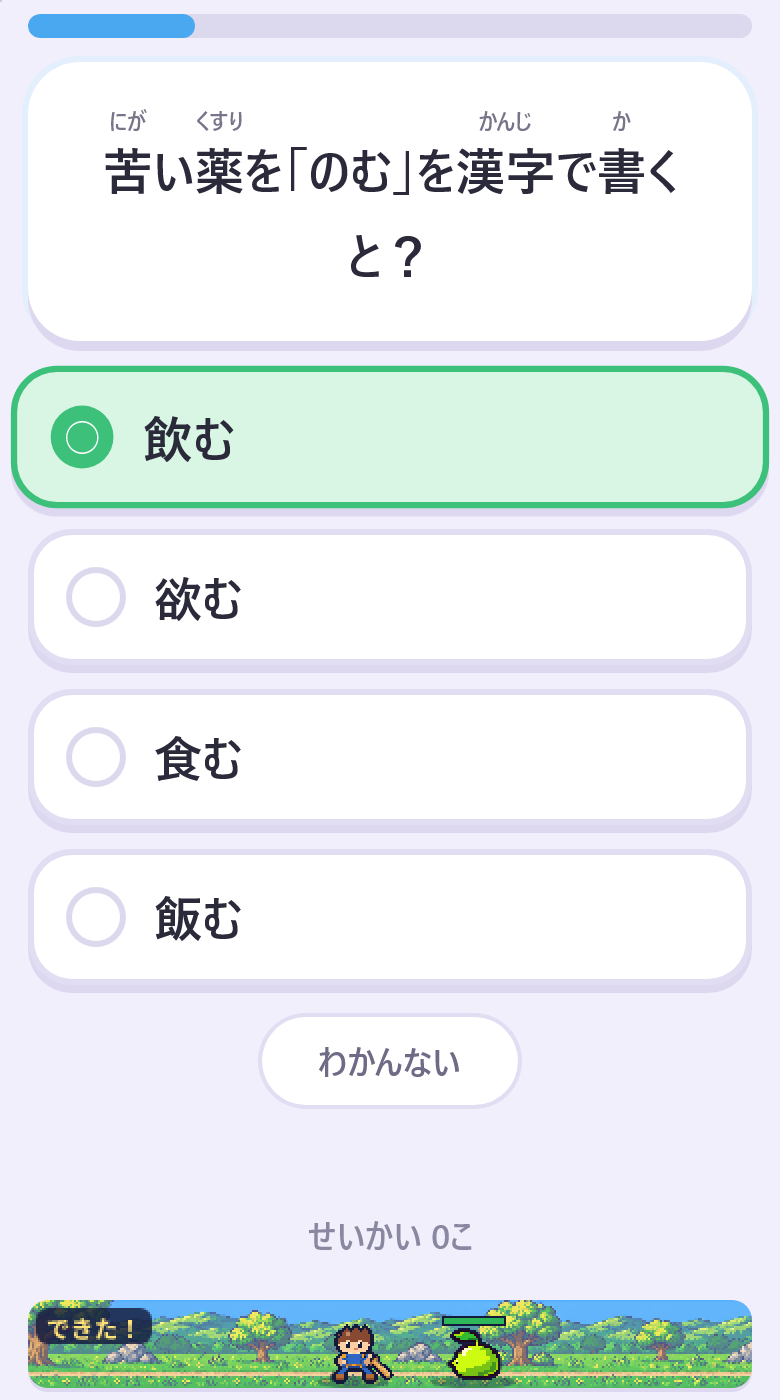 にが くすり かんじ か
苦い薬を「のむ」を漢字で書く
と？
飲む
欲む
食む
飯む
わかんない
せいかい 0こ
できた！